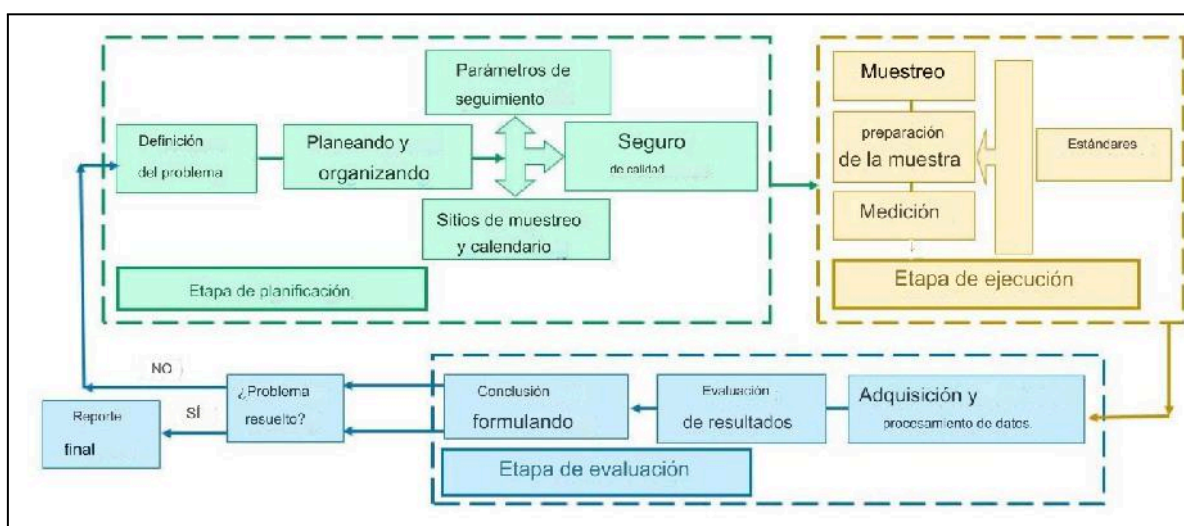 Parámetros de
seguimiento
Definición
del problema
Planeando y
organizando
Seguro
de calidad
Sitios de muestreo
y calendario
Etapa de planificación
Muestreo
preparación
de la muestra
Medición
Estándares
Etapa de ejecución
NO
SÍ
¿Problema
resuelto?
Reporte
final
Conclusión
formulando
Evaluación
de resultados
Adquisición y
procesamiento de datos
Etapa de evaluación